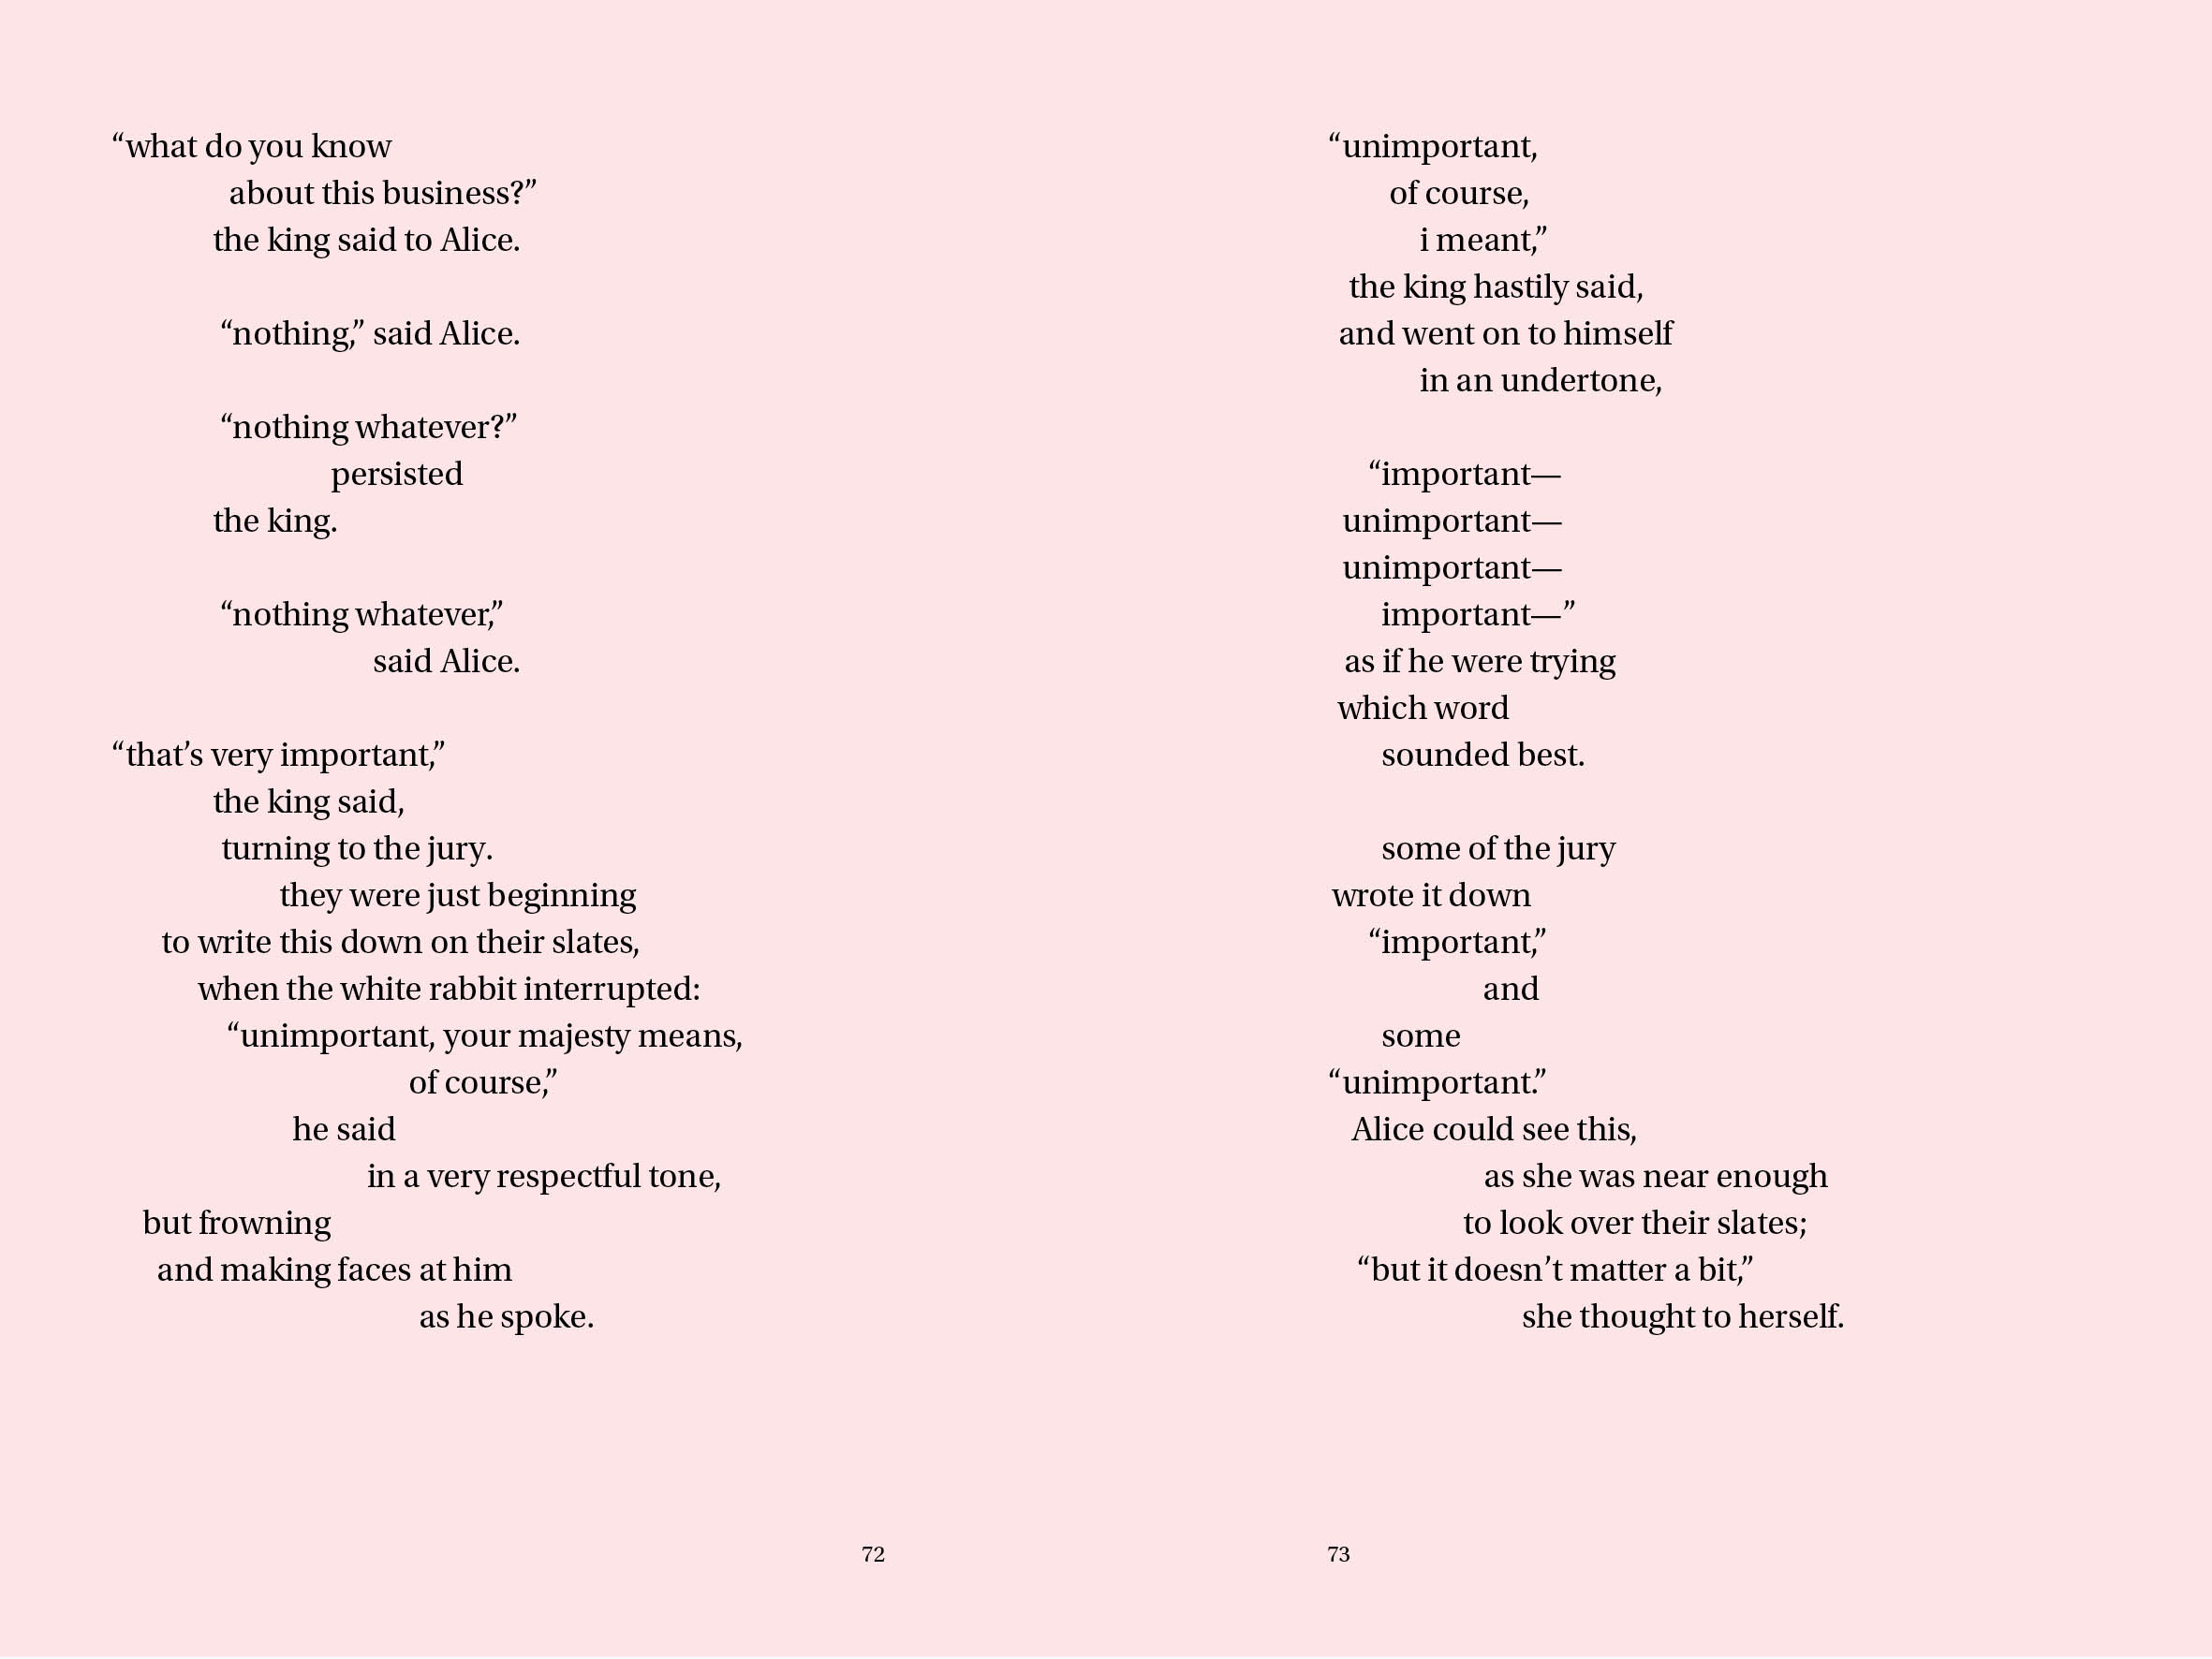 “what do you know
about this business?”
the king said to Alice.
“nothing,” said Alice.
“nothing whatever?”
persisted
the king.
“nothing whatever,”
said Alice.
“that’s very important,”
the king said,
turning to the jury.
they were just beginning
to write this down on their slates,
when the white rabbit interrupted:
“unimportant, your majesty means,
of course,”
he said
in a very respectful tone,
but frowning
and making faces at him
as he spoke.
72
“unimportant,
of course,
i meant,”
the king hastily said,
and went on to himself
in an undertone,
“important—
unimportant—
unimportant—
important—”
as if he were trying
which word
sounded best.
some of the jury
wrote it down
“important,”
and
some
“unimportant.”
Alice could see this,
as she was near enough
to look over their slates;
“but it doesn’t matter a bit,”
she thought to herself.
73